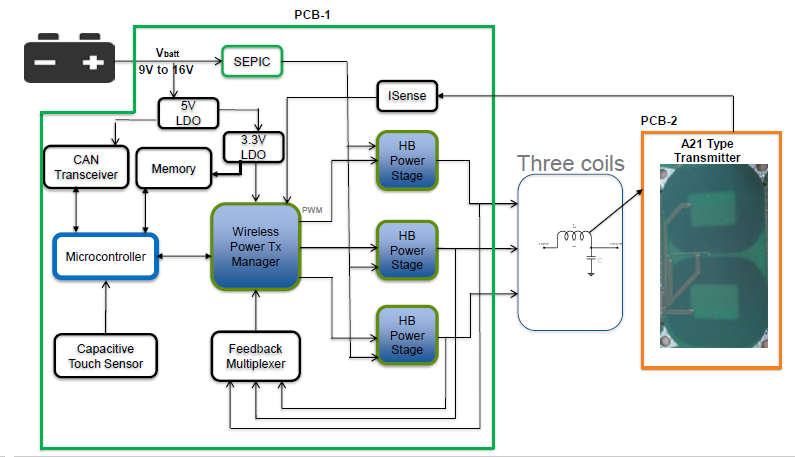 PCB-1
Vbatt
9V to 16V
SEPIC
5V
LDO
ISense
PCB-2
3.3V
LDO
A21 Type
Transmitter
HB
Power
Stage
CAN
Transceiver
Memory
Three coils
PWM
Wireless
Power Tx
Manager
HB
Power
Stage
Microcontroller
HB
Power
Stage
Capacitive
Touch Sensor
Feedback
Multiplexer